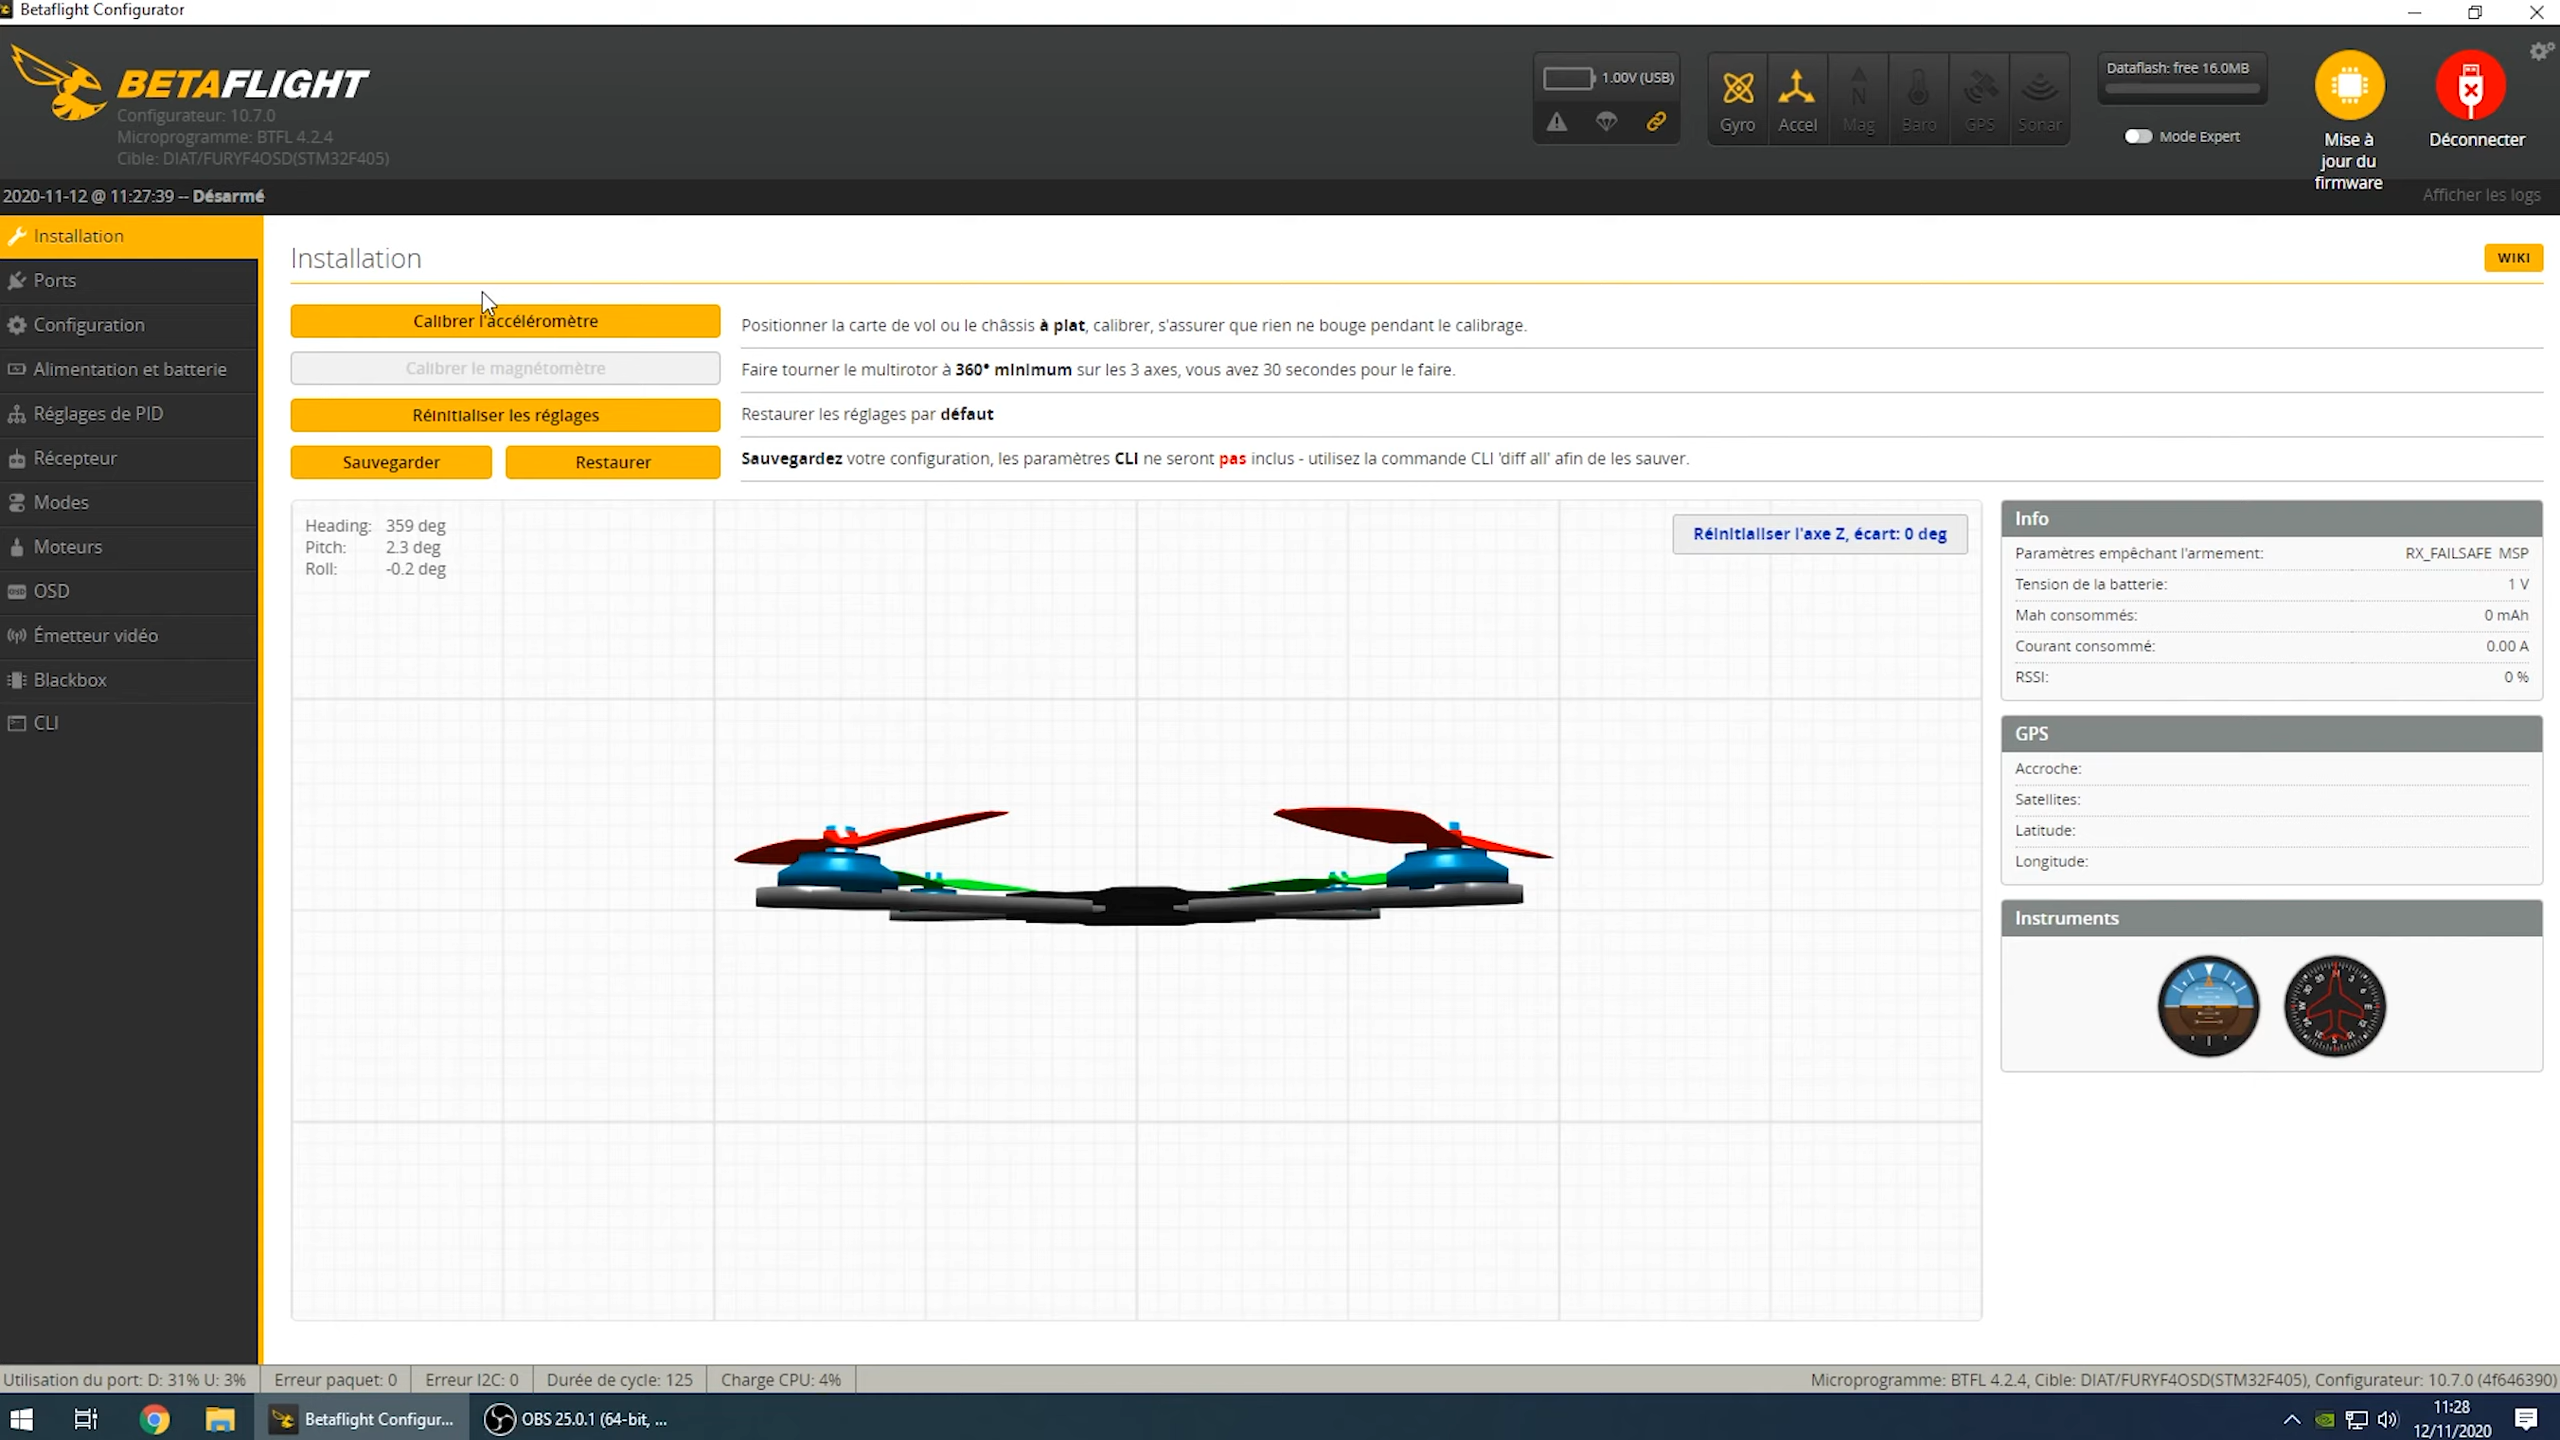 Betaflight Configurator
BETAFLIGHT
Configurateur: 10.7.0
Microprogramme: BTFL 4.2.4
Cible: DIAT/FURYF4OSD(STM32F405)
1.00V (USB)
Gyro
Accel
Mag
Baro
GPS
Sonar
Dataflash: free 16.0MB
Mode Expert
Mise à
jour du
firmware
Déconnecter
2020-11-12 @ 11:27:39 -- Désarmé
Afficher les logs
Installation
Ports
Configuration
Alimentation et batterie
Réglages de PID
Récepteur
Modes
Moteurs
OSD
Émetteur vidéo
Blackbox
CLI
Installation
WIKI
Calibrer l'accéléromètre
Positionner la carte de vol ou le châssis à plat, calibrer, s'assurer que rien ne bouge pendant le calibrage.
Calibrer le magnétomètre
Faire tourner le multirotor à 360° minimum sur les 3 axes, vous avez 30 secondes pour le faire.
Réinitialiser les réglages
Restaurer les réglages par défaut
Sauvegarder
Restaurer
Sauvegardez votre configuration, les paramètres CLI ne seront pas inclus - utilisez la commande CLI 'diff all' afin de les sauver.
Heading: 359 deg
Pitch: 2.3 deg
Roll: -0.2 deg
Réinitialiser l'axe Z, écart: 0 deg
Info
Paramètres empêchant l'armement: RX_FAILSAFE MSP
Tension de la batterie: 1 V
Mah consommés: 0 mAh
Courant consommé: 0.00 A
RSSI: 0 %
GPS
Accroche:
Satellites:
Latitude:
Longitude:
Instruments
Utilisation du port: D: 31% U: 3%
Erreur paquet: 0
Erreur I2C: 0
Durée de cycle: 125
Charge CPU: 4%
Microprogramme: BTFL 4.2.4, Cible: DIAT/FURYF4OSD(STM32F405), Configurateur: 10.7.0 (4f646390)
Betaflight Configur...
OBS 25.0.1 (64-bit, ...
11:28
12/11/2020